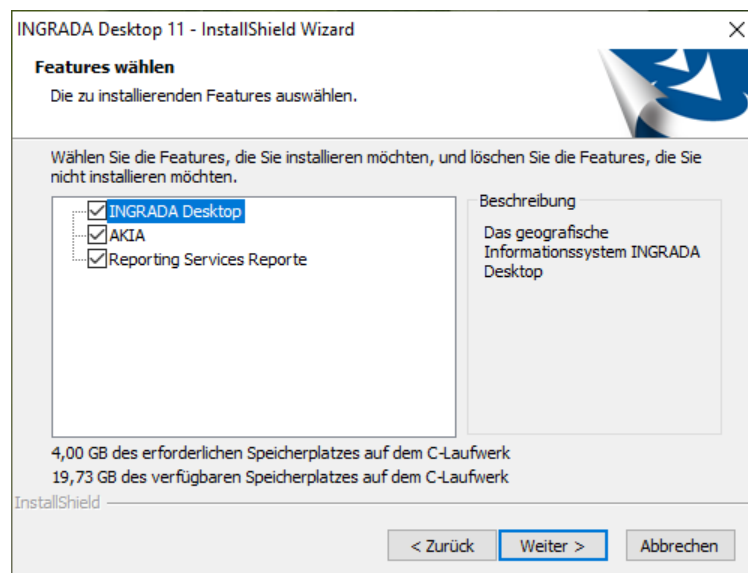 INGRADA Desktop 11 - InstallShield Wizard
Features wählen
Die zu installierenden Features auswählen.
Wählen Sie die Features, die Sie installieren möchten, und löschen Sie die Features, die Sie
nicht installieren möchten.
INGRADA Desktop
AKIA
Reporting Services Reporte
Beschreibung
Das geografische
Informationssystem INGRADA
Desktop
4,00 GB des erforderlichen Speicherplatzes auf dem C-Laufwerk
19,73 GB des verfügbaren Speicherplatzes auf dem C-Laufwerk
InstallShield
< Zurück Weiter > Abbrechen